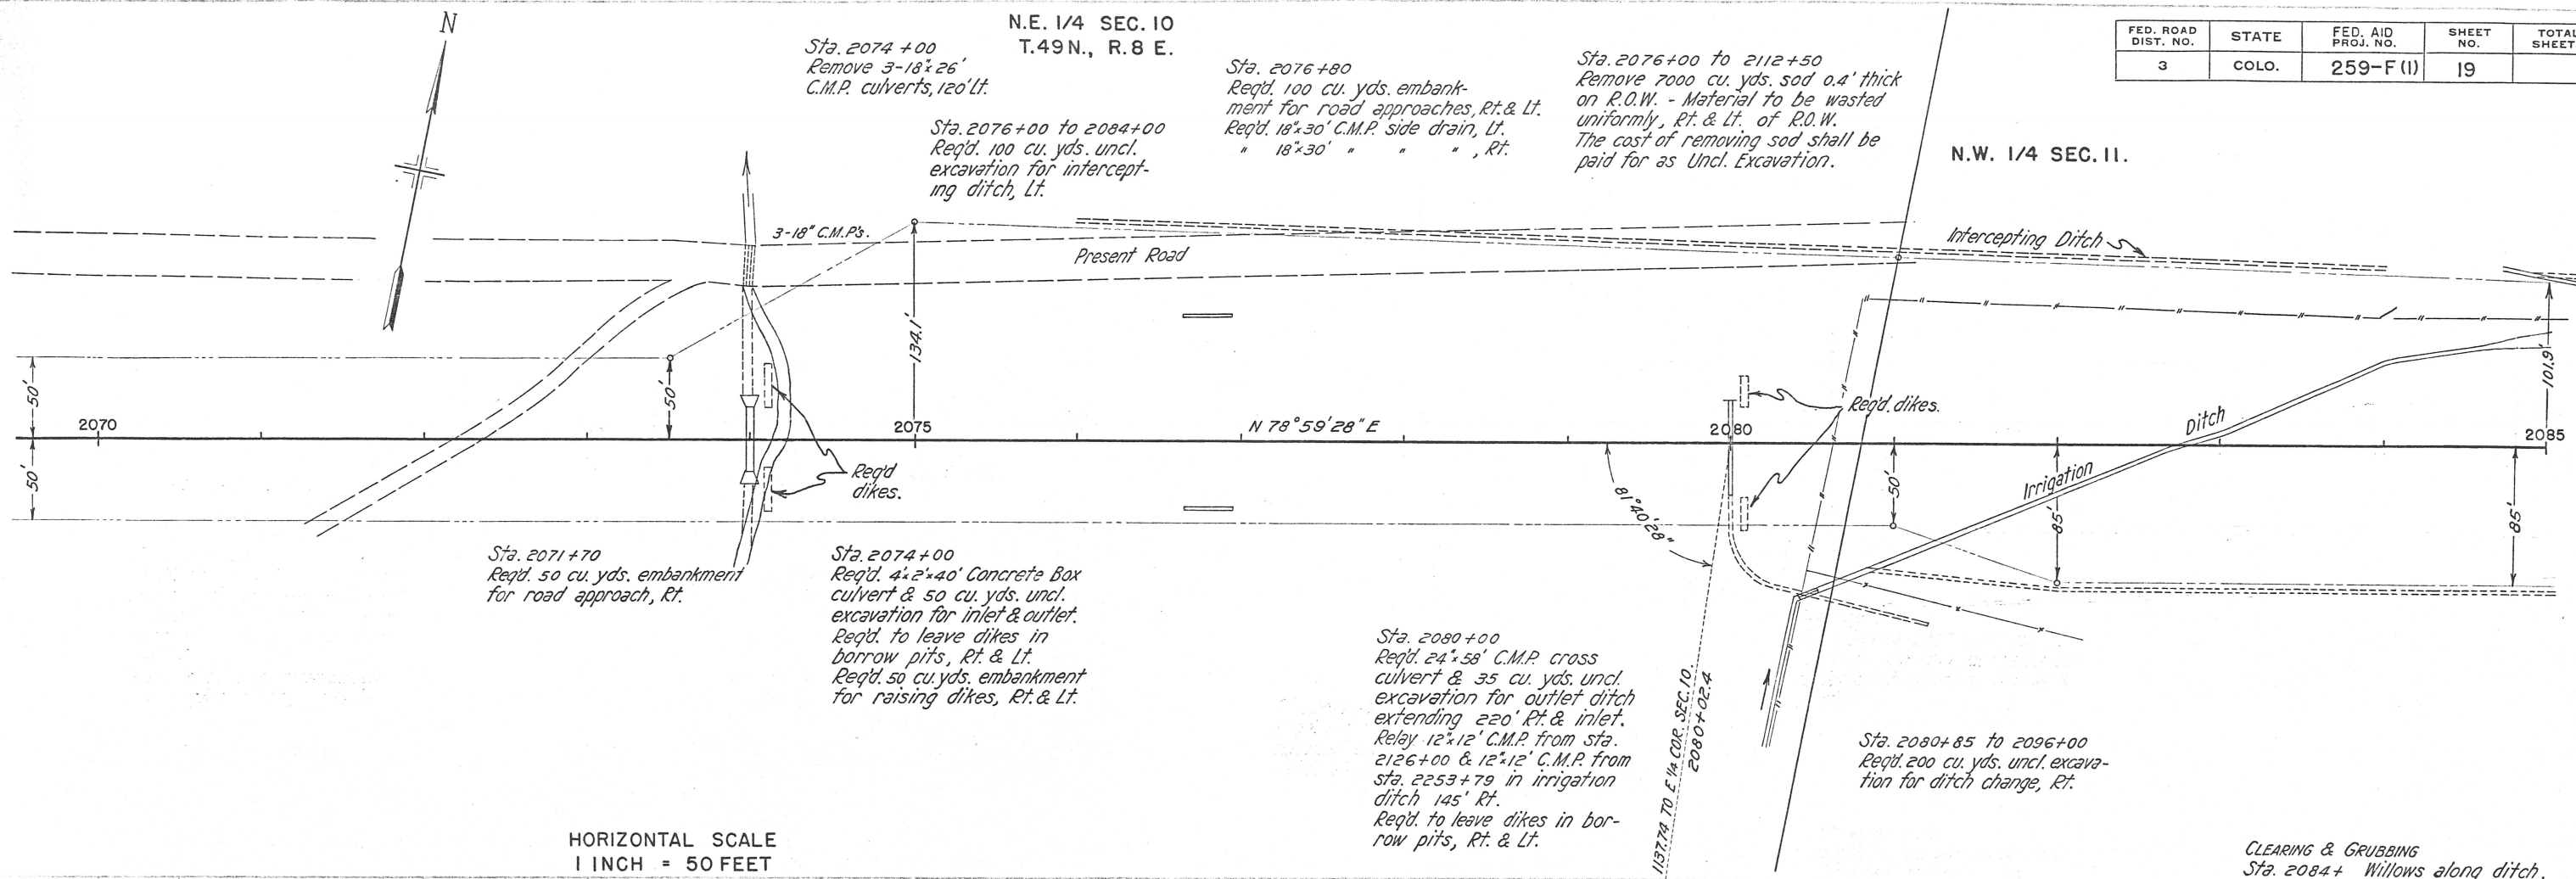 N
N.E. 1/4 SEC. 10
T.49 N., R.8 E.
FED. ROAD DIST. NO.
STATE
FED. AID PROJ. NO.
SHEET NO.
TOTAL
SHEET
3
COLO.
259-F (1)
19
Sta. 2074 +00
Remove 3-18"x 26'
C.M.P. culverts, 120' Lt.
Sta. 2076+00 to 2084+00
Req'd. 100 cu. yds. uncl.
excavation for intercept-
ing ditch, Lt.
Sta. 2076+80
Req'd. 100 cu. yds. embank-
ment for road approaches, Rt. & Lt.
Req'd. 18"x30' C.M.P. side drain, Lt.
" 18"x30' " " " , Rt.
Sta. 2076+00 to 2112+50
Remove 7000 cu. yds. sod 0.4' thick
on R.O.W. - Material to be wasted
uniformly, Rt. & Lt. of R.O.W.
The cost of removing sod shall be
paid for as Uncl. Excavation.
N.W. 1/4 SEC. 11.
3-18" C.M.P's.
Present Road
Intercepting Ditch
134.1'
101.9'
50'
50'
50'
2070
2075
N 78° 59' 28" E
2080
2085
Req'd. dikes.
Req'd
dikes.
Irrigation Ditch
81° 40' 28"
50'
85'
85'
Sta. 2071 +70
Req'd. 50 cu. yds. embankment
for road approach, Rt.
Sta. 2074+00
Req'd. 4'x2'x40' Concrete Box
culvert & 50 cu. yds. uncl.
excavation for inlet & outlet.
Req'd. to leave dikes in
borrow pits, Rt. & Lt.
Req'd. 50 cu. yds. embankment
for raising dikes, Rt. & Lt.
Sta. 2080 +00
Req'd. 24"x 58' C.M.P. cross
culvert & 35 cu. yds. uncl.
excavation for outlet ditch
extending 220' Rt. & inlet.
Relay 12"x12' C.M.P. from sta.
2126+00 & 12"x12' C.M.P. from
sta. 2253+79 in irrigation
ditch 145' Rt.
Req'd. to leave dikes in bor-
row pits, Rt. & Lt.
1137.74 TO E 1/4 COR. SEC. 10.
2080+02.4
Sta. 2080+85 to 2096+00
Req'd. 200 cu. yds. uncl. excava-
tion for ditch change, Rt.
HORIZONTAL SCALE
1 INCH = 50 FEET
CLEARING & GRUBBING
Sta. 2084+ Willows along ditch.